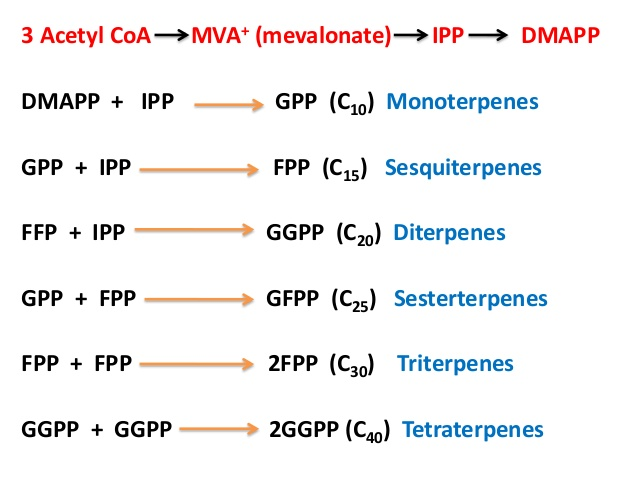 3 Acetyl CoA → MVA⁺ (mevalonate) → IPP → DMAPP
DMAPP + IPP → GPP (C₁₀) Monoterpenes
GPP + IPP → FPP (C₁₅) Sesquiterpenes
FFP + IPP → GGPP (C₂₀) Diterpenes
GPP + FPP → GFPP (C₂₅) Sesterterpenes
FPP + FPP → 2FPP (C₃₀) Triterpenes
GGPP + GGPP → 2GGPP (C₄₀) Tetraterpenes